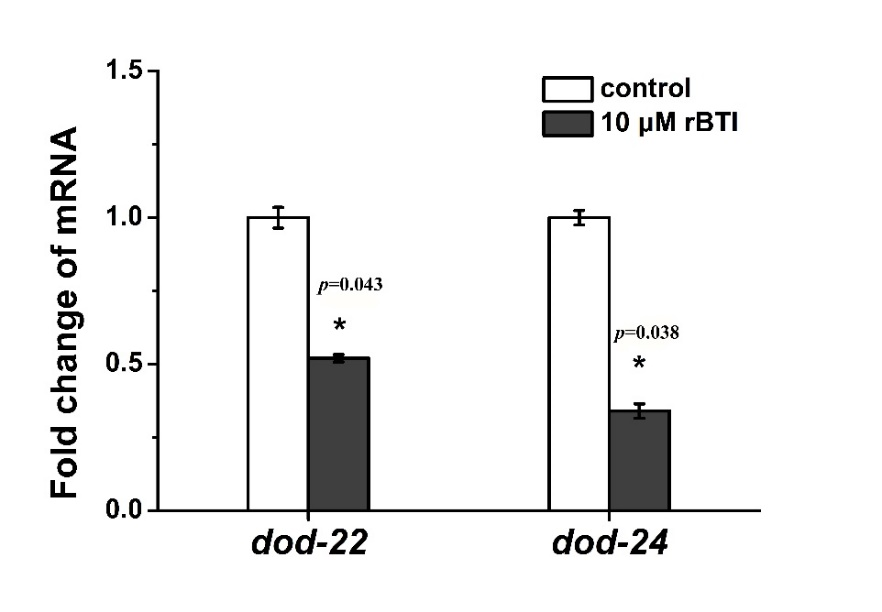 Fold change of mRNA
1.5
1.0
0.5
0.0
control
10 µM rBTI
p=0.043
*
p=0.038
*
dod-22
dod-24